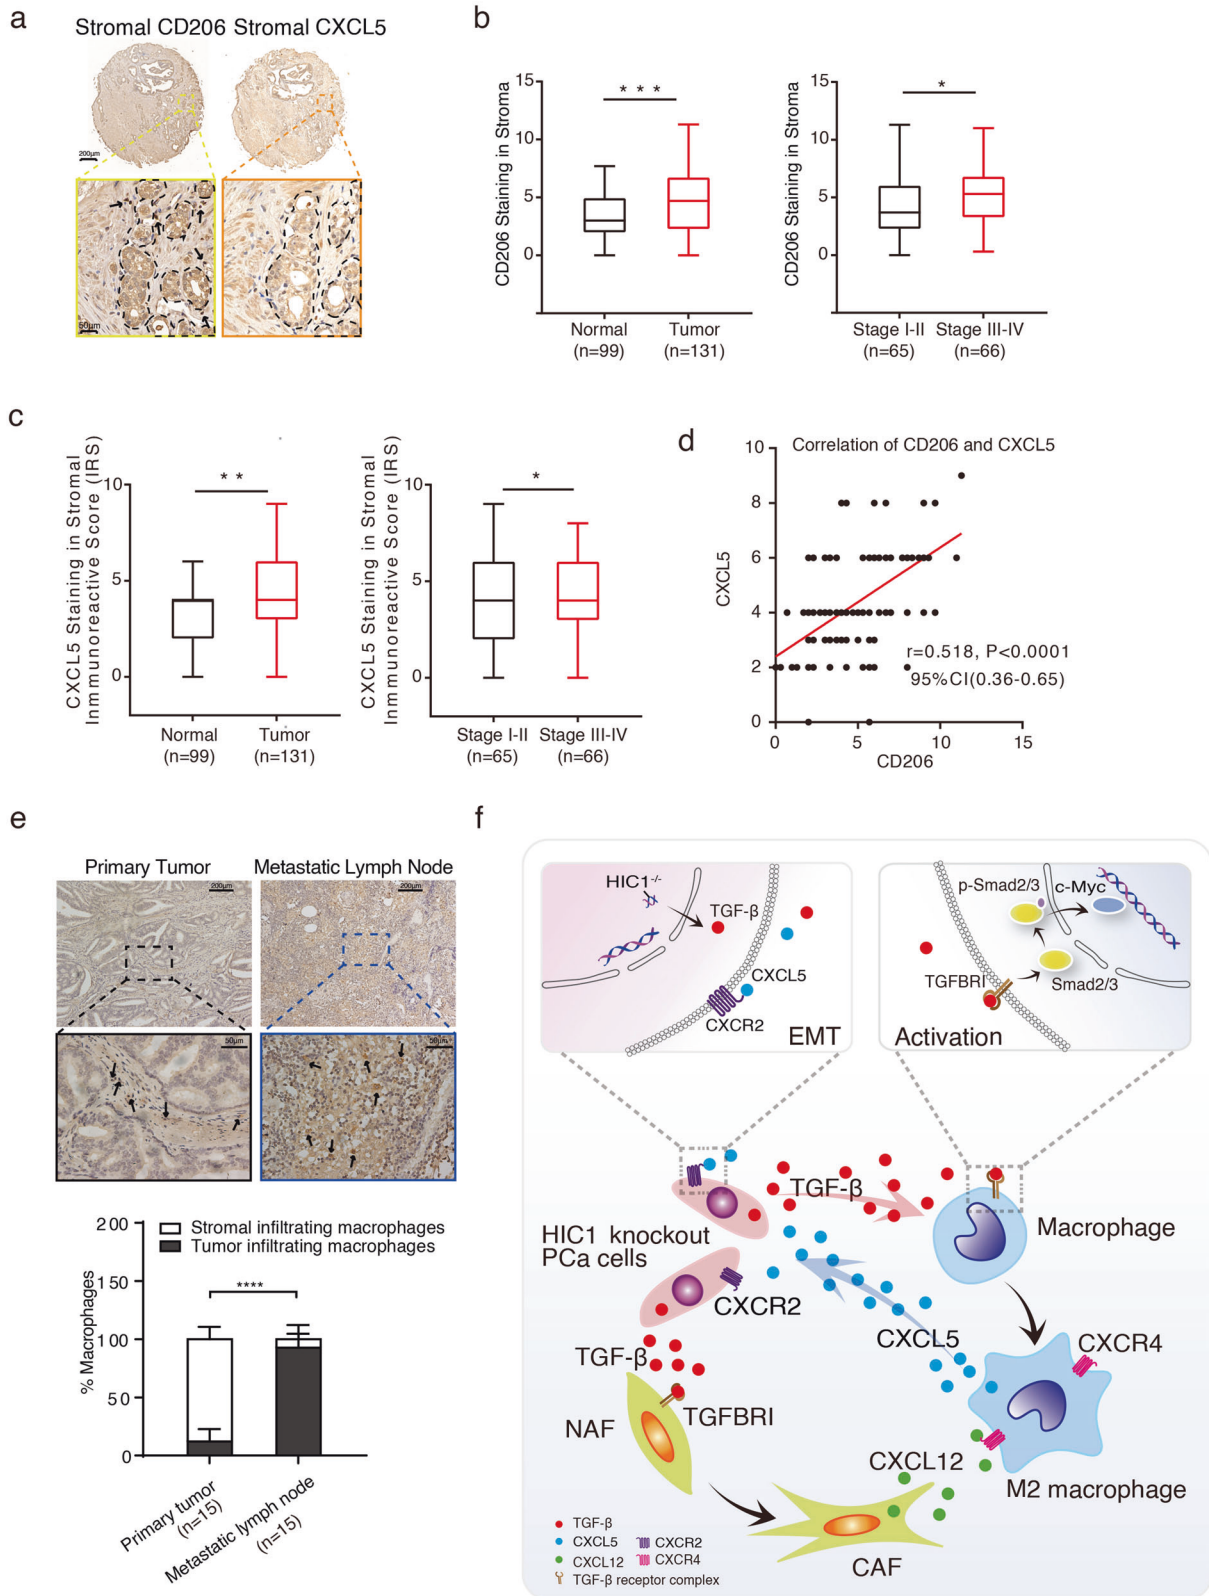 a
Stromal CD206 Stromal CXCL5
200µm
50µm
b
CD206 Staining in Stroma
15
10
5
0
***
Normal
(n=99)
Tumor
(n=131)
CD206 Staining in Stroma
15
10
5
0
*
Stage I-II
(n=65)
Stage III-IV
(n=66)
c
CXCL5 Staining in Stromal
Inmmunoreactive Score (IRS)
10
5
0
**
Normal
(n=99)
Tumor
(n=131)
CXCL5 Staining in Stromal
Inmmunoreactive Score (IRS)
10
5
0
*
Stage I-II
(n=65)
Stage III-IV
(n=66)
d
Correlation of CD206 and CXCL5
CXCL5
10
8
6
4
2
0
r=0.518, P<0.0001
95%CI(0.36-0.65)
0
5
10
15
CD206
e
Primary Tumor
Metastatic Lymph Node
200µm
200µm
50µm
50µm
Stromal infiltrating macrophages
Tumor infiltrating macrophages
% Macrophages
200
150
100
50
0
****
Primary tumor
(n=15)
Metastatic lymph node
(n=15)
f
HIC1-/-
TGF-β
CXCL5
CXCR2
EMT
p-Smad2/3
c-Myc
TGFBRI
Smad2/3
Activation
TGF-β
HIC1 knockout
PCa cells
Macrophage
CXCR2
CXCL5
CXCR4
TGF-β
TGFBRI
NAF
CXCL12
M2 macrophage
CAF
TGF-β
CXCL5
CXCR2
CXCL12
CXCR4
TGF-β receptor complex